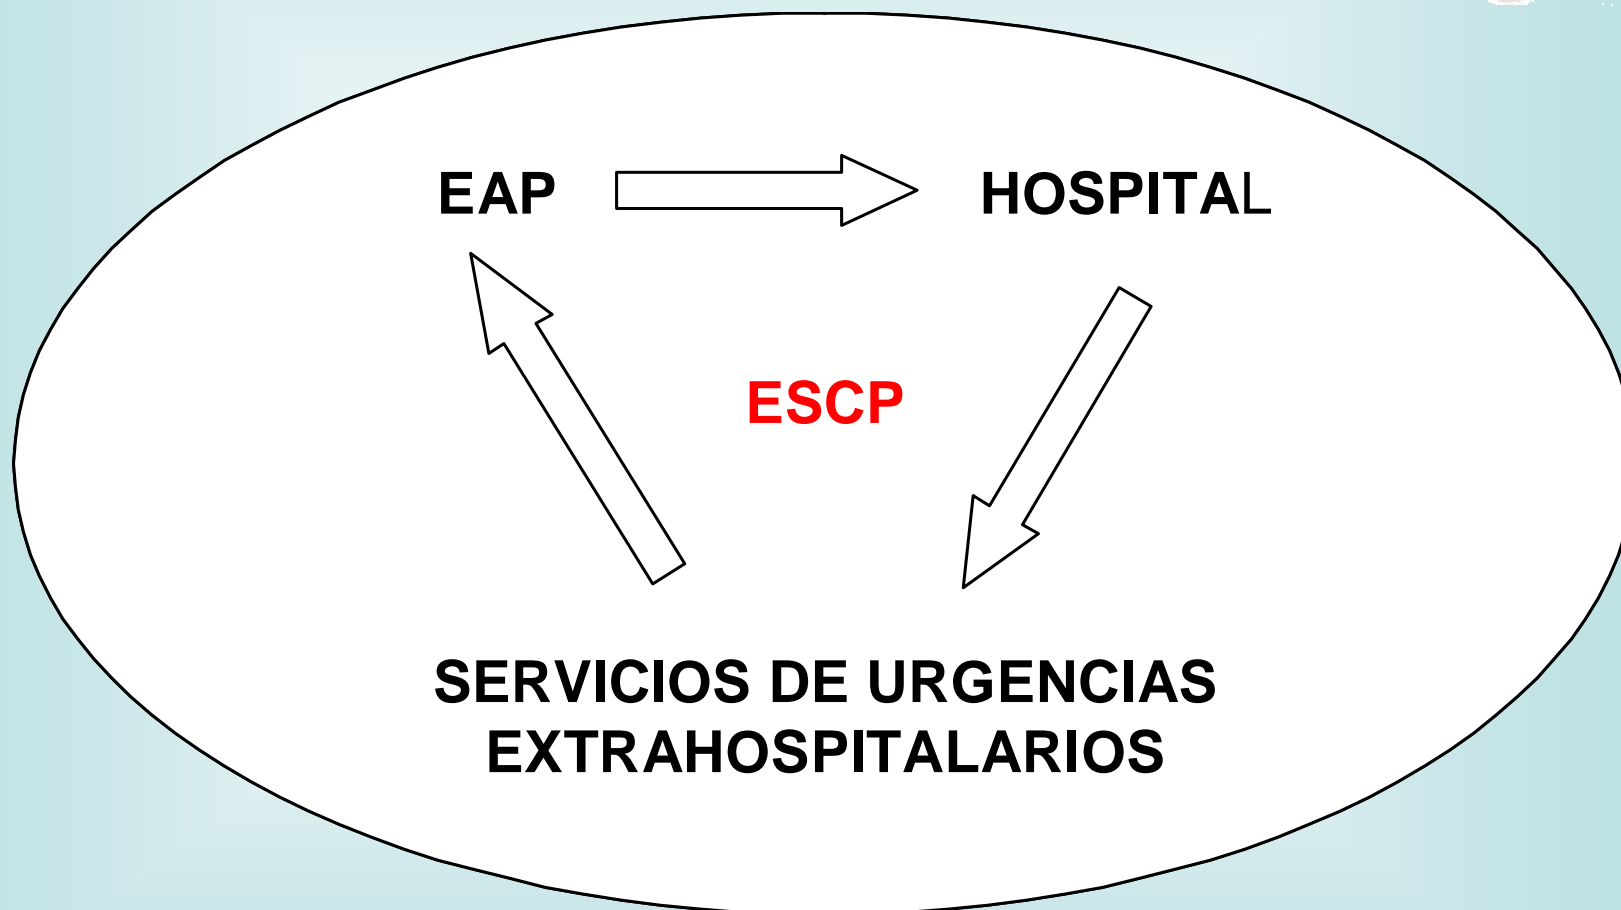 EAP
HOSPITAL
ESCP
SERVICIOS DE URGENCIAS
EXTRAHOSPITALARIOS